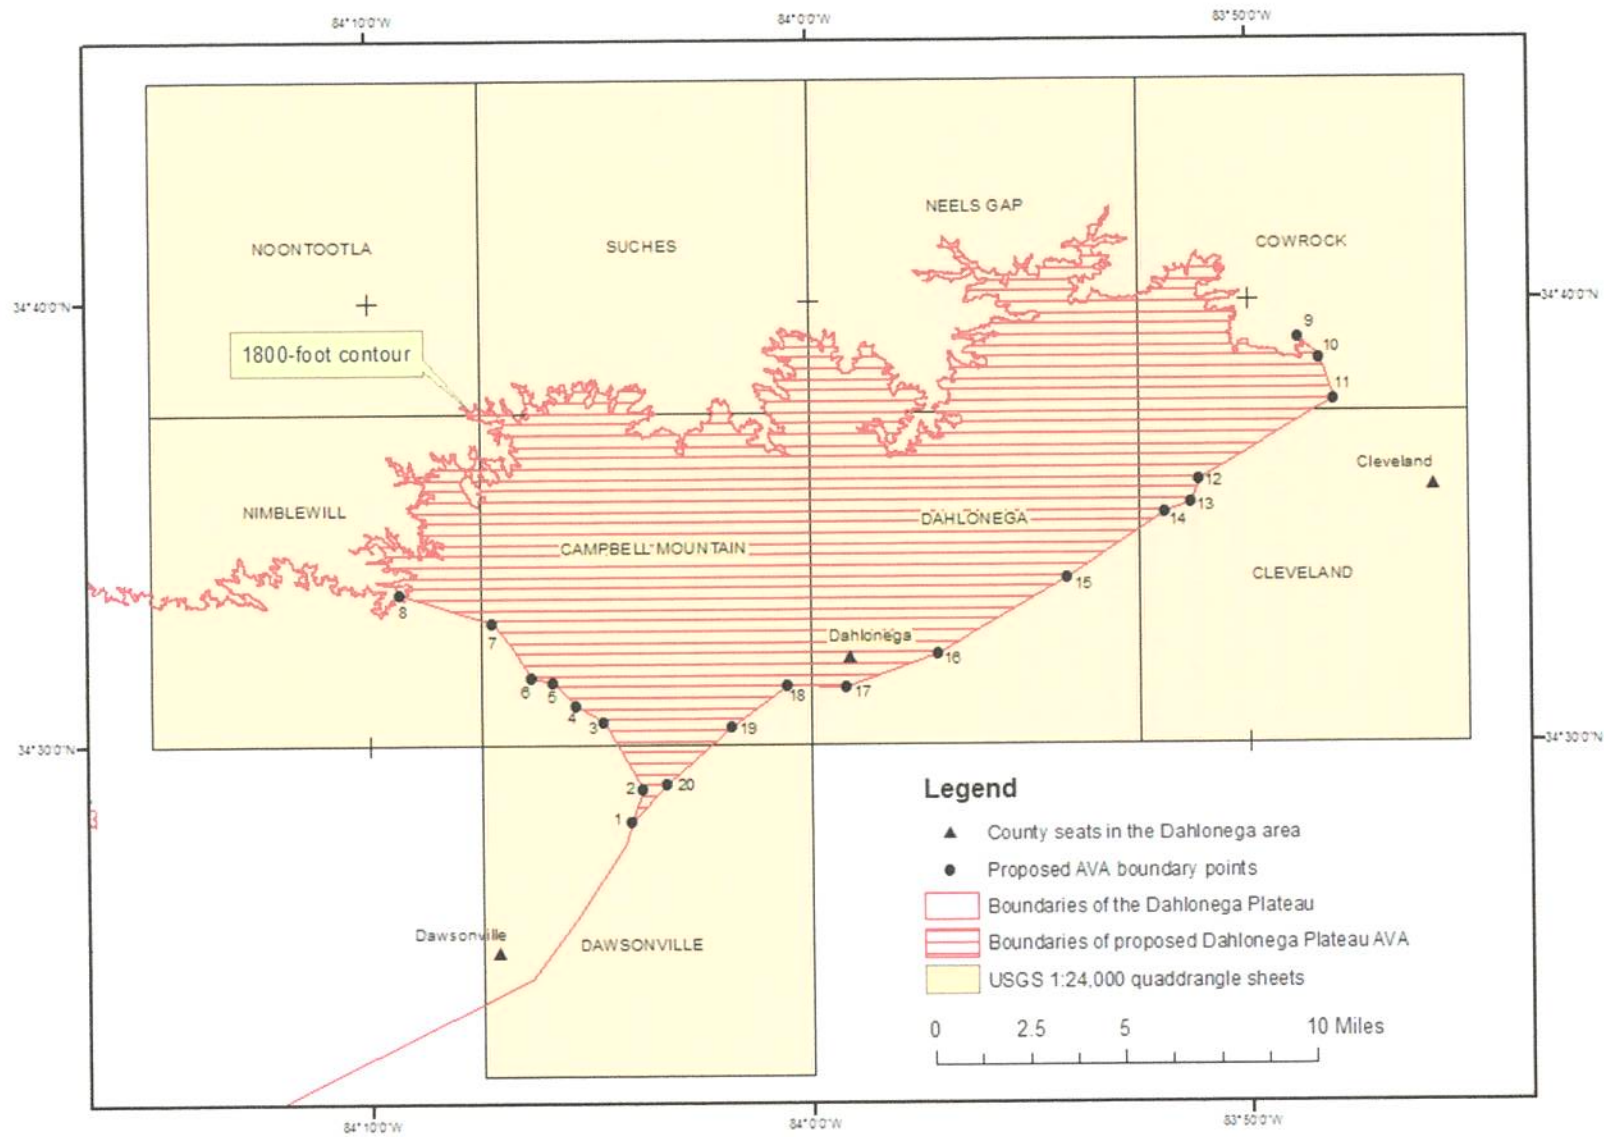 84°10'0"W
84°0'0"W
83°50'0"W
NEELS GAP
NOONTOOTLA
SUCHES
COWROCK
34°40'0"N
34°40'0"N
9
10
1800-foot contour
11
Cleveland
12
13
14
NIMBLEWILL
DAHLONEGA
CAMPBELL MOUNTAIN
CLEVELAND
15
8
7
Dahlonega
16
6
5
17
18
4
3
19
34°30'0"N
34°30'0"N
2
20
1
Legend
County seats in the Dahlonega area
Proposed AVA boundary points
Boundaries of the Dahlonega Plateau
Dawsonville
DAWSONVILLE
Boundaries of proposed Dahlonega Plateau AVA
USGS 1:24,000 quaddrangle sheets
0 2.5 5 10 Miles
84°10'0"W
84°0'0"W
83°50'0"W